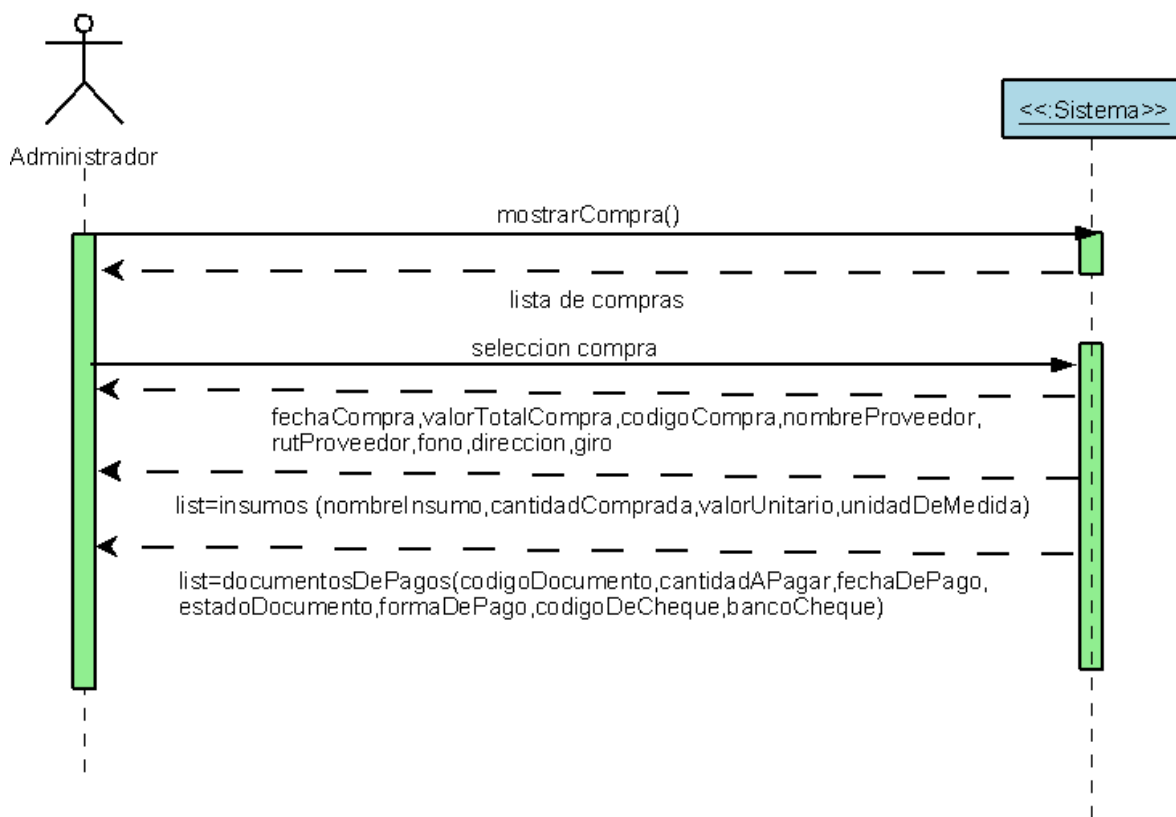 Administrador
<<:Sistema>>
mostrarCompra()
lista de compras
seleccion compra
fechaCompra,valorTotalCompra,codigoCompra,nombreProveedor,
rutProveedor,fono,direccion,giro
list=insumos (nombreInsumo,cantidadComprada,valorUnitario,unidadDeMedida)
list=documentosDePagos(codigoDocumento,cantidadAPagar,fechaDePago,
estadoDocumento,formaDePago,codigoDeCheque,bancoCheque)